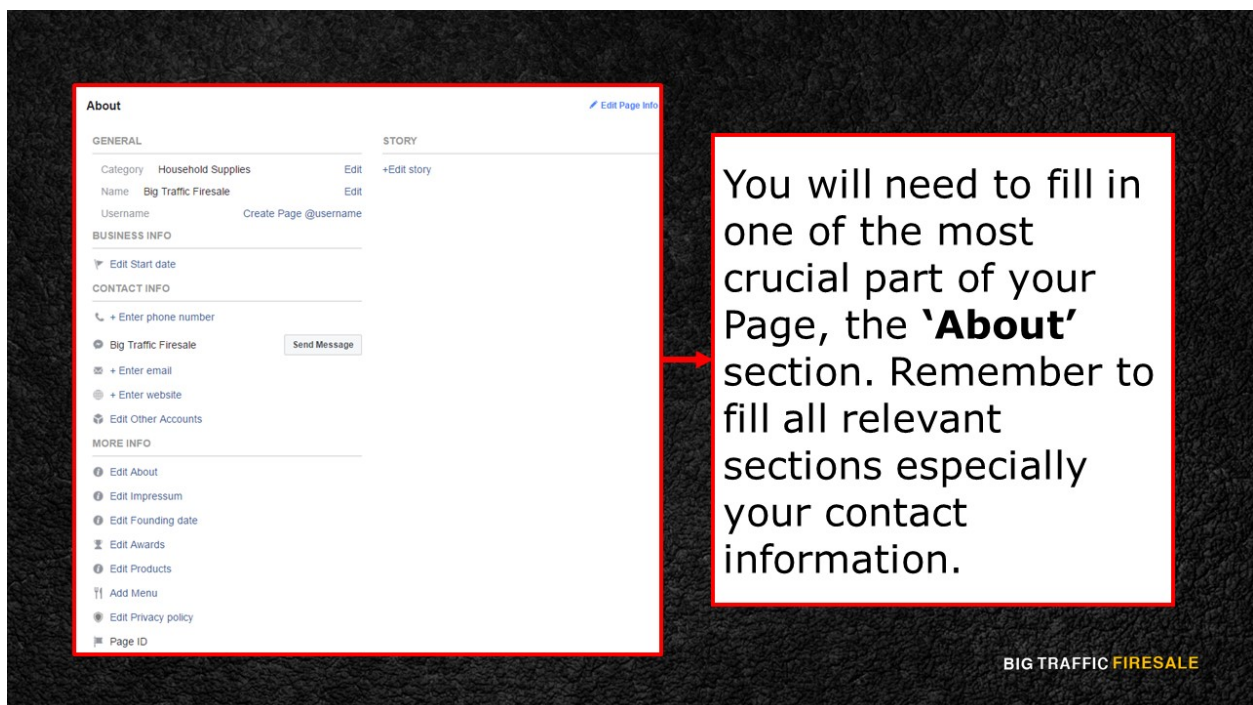 About
Edit Page Info
GENERAL
Category Household Supplies Edit
Name Big Traffic Firesale Edit
Username Create Page @username
BUSINESS INFO
Edit Start date
CONTACT INFO
+ Enter phone number
Big Traffic Firesale Send Message
+ Enter email
+ Enter website
Edit Other Accounts
MORE INFO
Edit About
Edit Impressum
Edit Founding date
Edit Awards
Edit Products
Add Menu
Edit Privacy policy
Page ID
STORY
+Edit story
You will need to fill in
one of the most
crucial part of your
Page, the ‘About’
section. Remember to
fill all relevant
sections especially
your contact
information.
BIG TRAFFIC FIRESALE